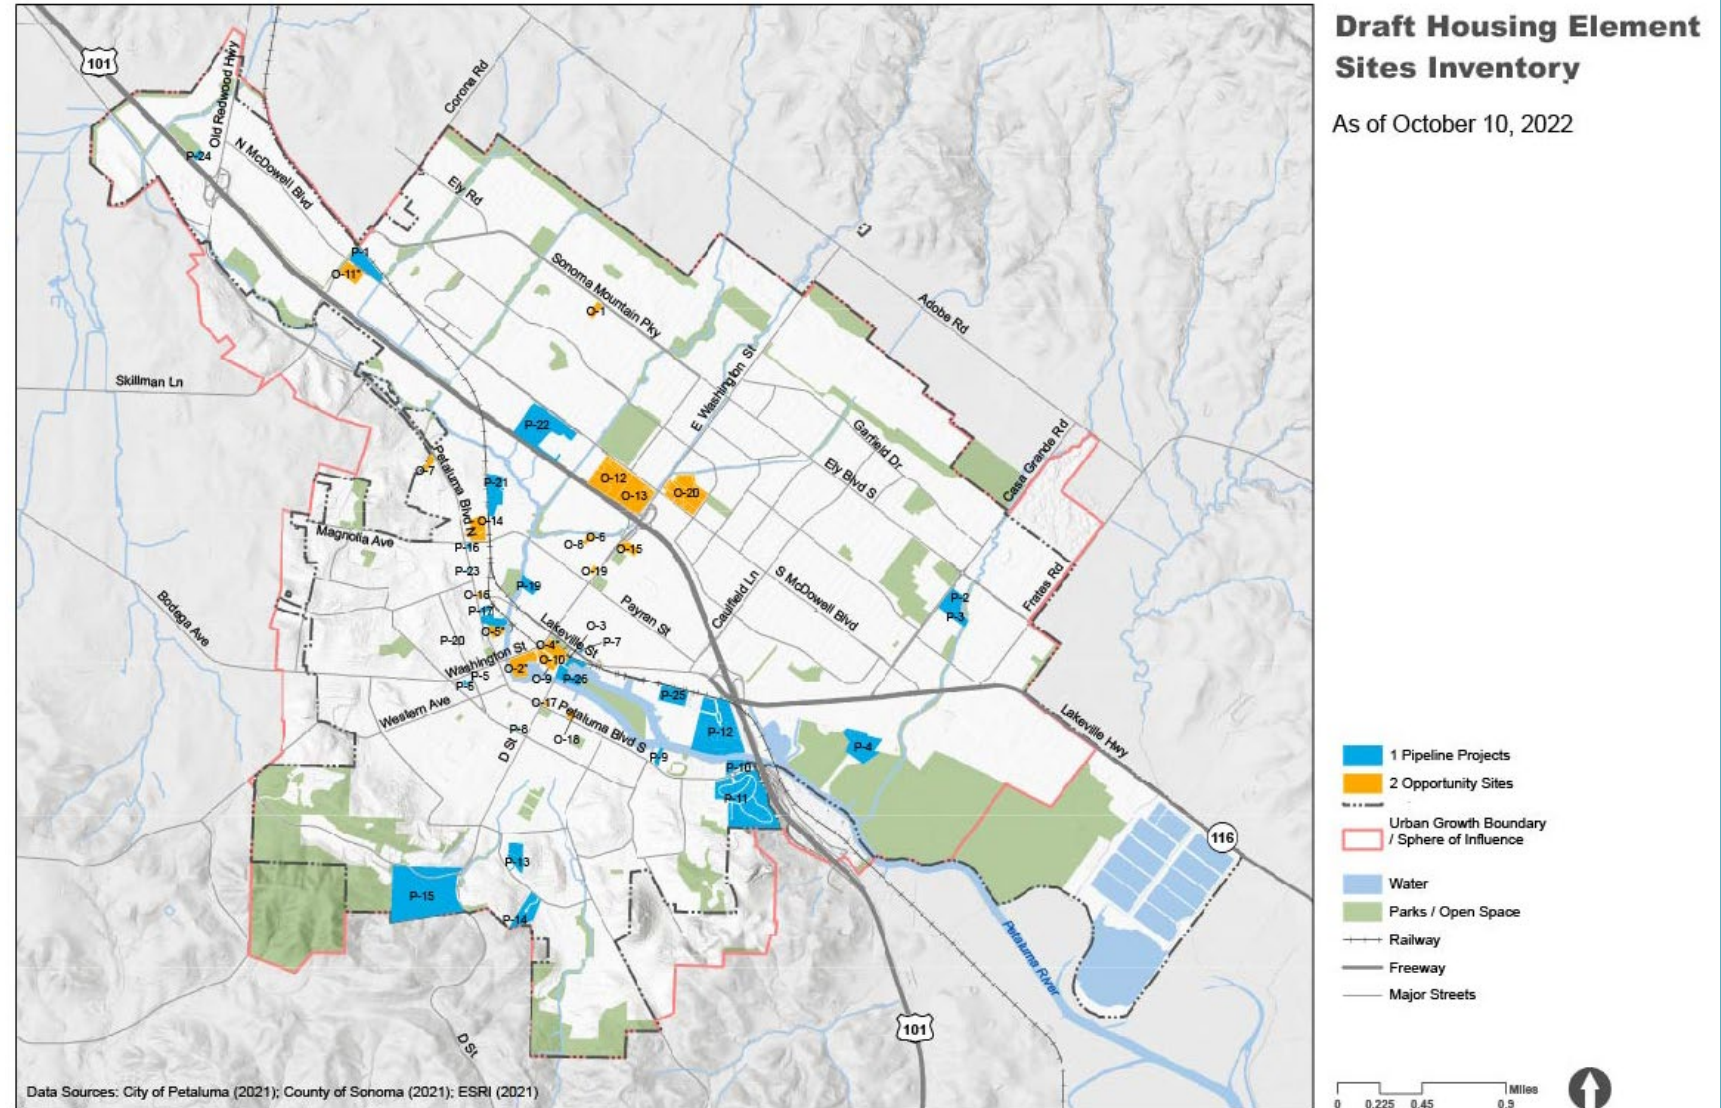 Draft Housing Element
Sites Inventory
As of October 10, 2022
101
Old Redwood Hwy
Corona Rd
P-24
N McDowell Blvd
Ely Rd
P-1
O-11*
Sonoma Mountain Pky
O-1
Adobe Rd
Skillman Ln
E Washington St
P-22
Garfield Dr
Casa Grande Rd
O-7
Petaluma Blvd N
P-21
O-12
O-13
O-20
Ely Blvd S
O-14
Magnolia Ave
P-16
O-6
O-8
O-15
P-23
O-19
S McDowell Blvd
Frates Rd
Bodega Ave
P-19
O-16
P-17
Payran St
Caulfield Ln
P-2
P-3
O-5*
Lakeville St
O-3
P-7
P-20
Washington St
O-4*
O-10
O-2*
P-5
P-6
O-9
P-26
P-25
Western Ave
O-17
Petaluma Blvd S
Lakeville Hwy
P-8
D St
O-18
P-12
P-4
P-9
P-10
P-11
116
P-13
P-15
P-14
Petaluma River
101
D St
1 Pipeline Projects
2 Opportunity Sites
Urban Growth Boundary
/ Sphere of Influence
Water
Parks / Open Space
Railway
Freeway
Major Streets
Miles
0 0.225 0.45 0.9
Data Sources: City of Petaluma (2021); County of Sonoma (2021); ESRI (2021)